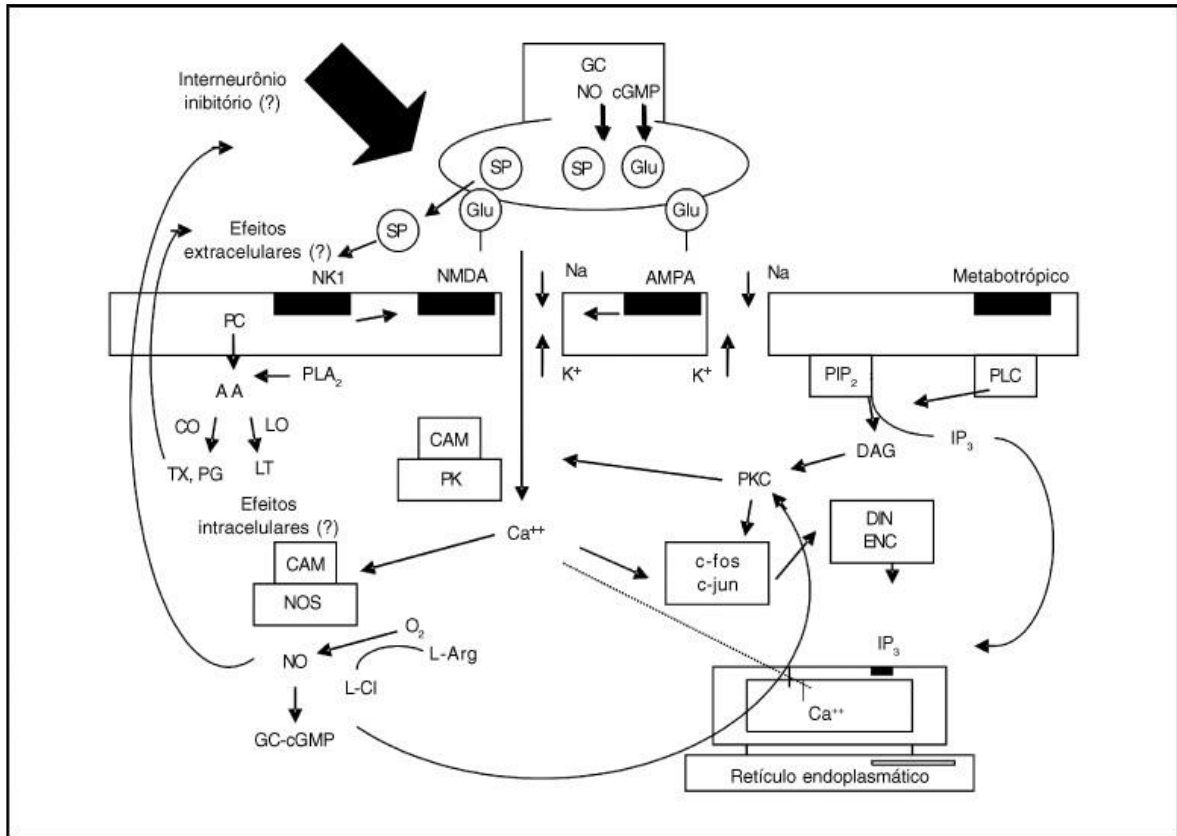 GC
NO cGMP
Interneurônio
inibitório (?)
SP
SP
Glu
Glu
Glu
SP
Efeitos
extracelulares (?)
NK1
NMDA
Na
AMPA
Na
Metabotrópico
PC
K+
K+
AA
PLA2
PIP2
PLC
CO
LO
CAM
DAG
IP3
TX, PG
LT
PK
PKC
Efeitos
intracelulares (?)
Ca++
DIN
ENC
CAM
c-fos
c-jun
NOS
O2
L-Arg
NO
L-Cl
IP3
GC-cGMP
Ca++
Retículo endoplasmático